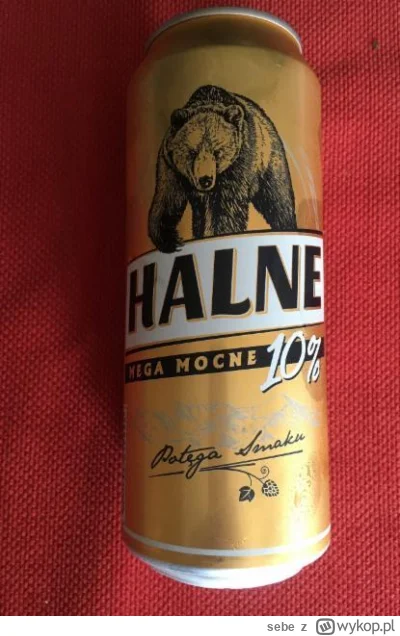 HALNE
MEGA MOCNE 10%
Potęga Smaku
sebe z wykop.pl